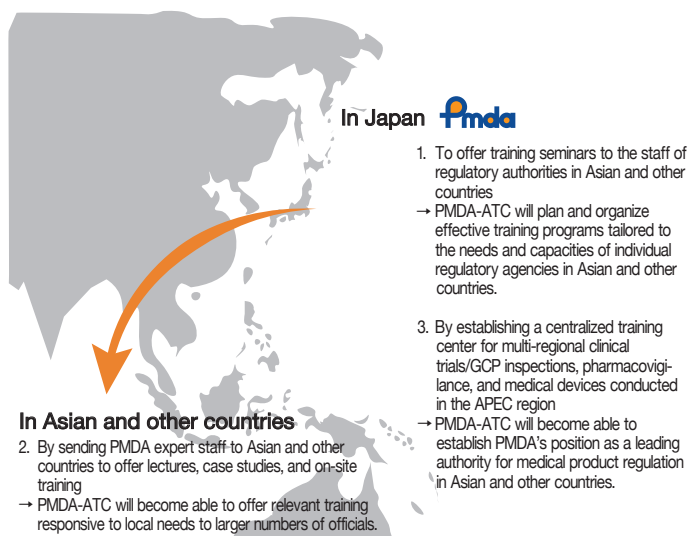 In Japan Pmda
1. To offer training seminars to the staff of
regulatory authorities in Asian and other
countries
→ PMDA-ATC will plan and organize
effective training programs tailored to
the needs and capacities of individual
regulatory agencies in Asian and other
countries.
3. By establishing a centralized training
center for multi-regional clinical
trials/GCP inspections, pharmacovigi-
lance, and medical devices conducted
in the APEC region
→ PMDA-ATC will become able to
establish PMDA's position as a leading
authority for medical product regulation
in Asian and other countries.
In Asian and other countries
2. By sending PMDA expert staff to Asian and other
countries to offer lectures, case studies, and on-site
training
→ PMDA-ATC will become able to offer relevant training
responsive to local needs to larger numbers of officials.